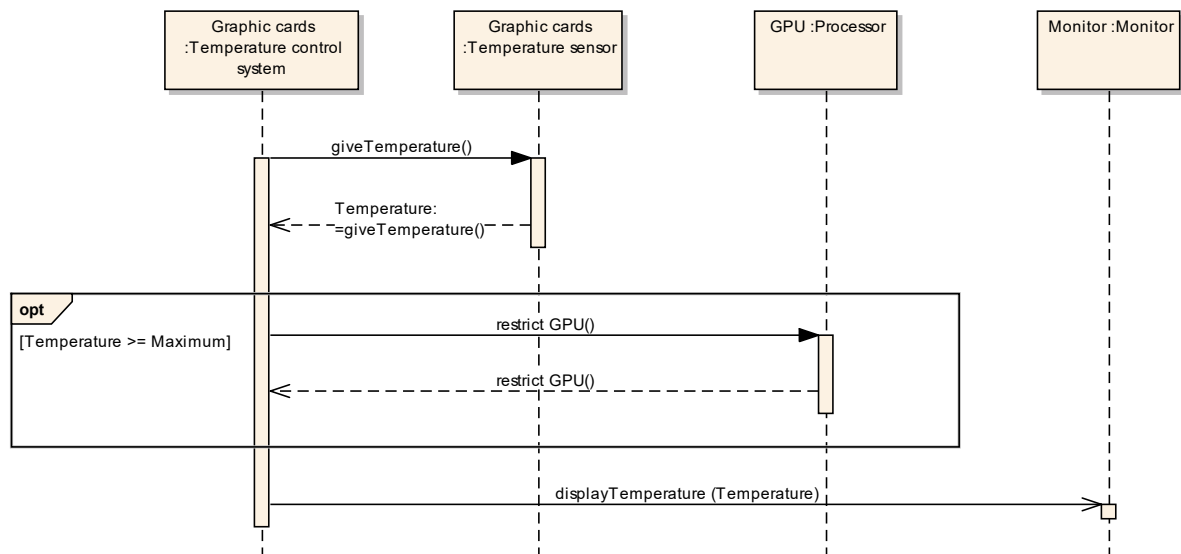 Graphic cards
:Temperature control
system
Graphic cards
:Temperature sensor
GPU :Processor
Monitor :Monitor
giveTemperature()
Temperature:
=giveTemperature()
opt
[Temperature >= Maximum]
restrict GPU()
restrict GPU()
displayTemperature (Temperature)